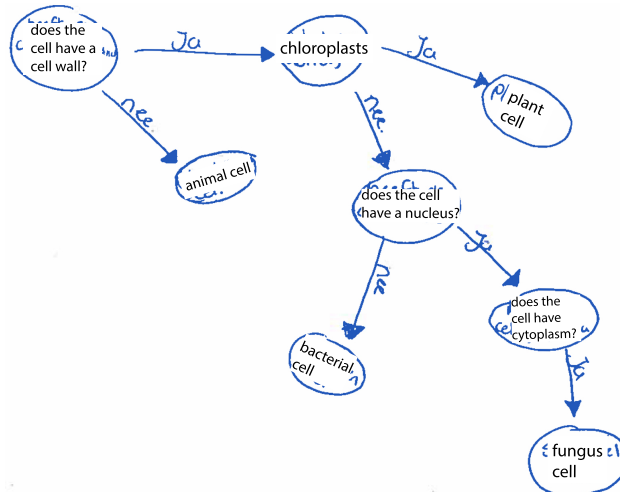 does the
cell have a
cell wall?
Ja
chloroplasts
Ja
plant
cell
nee
animal cell
nee
does the cell
have a nucleus?
Ja
nee
does the
cell have
cytoplasm?
Ja
bacterial
cell
fungus
cell